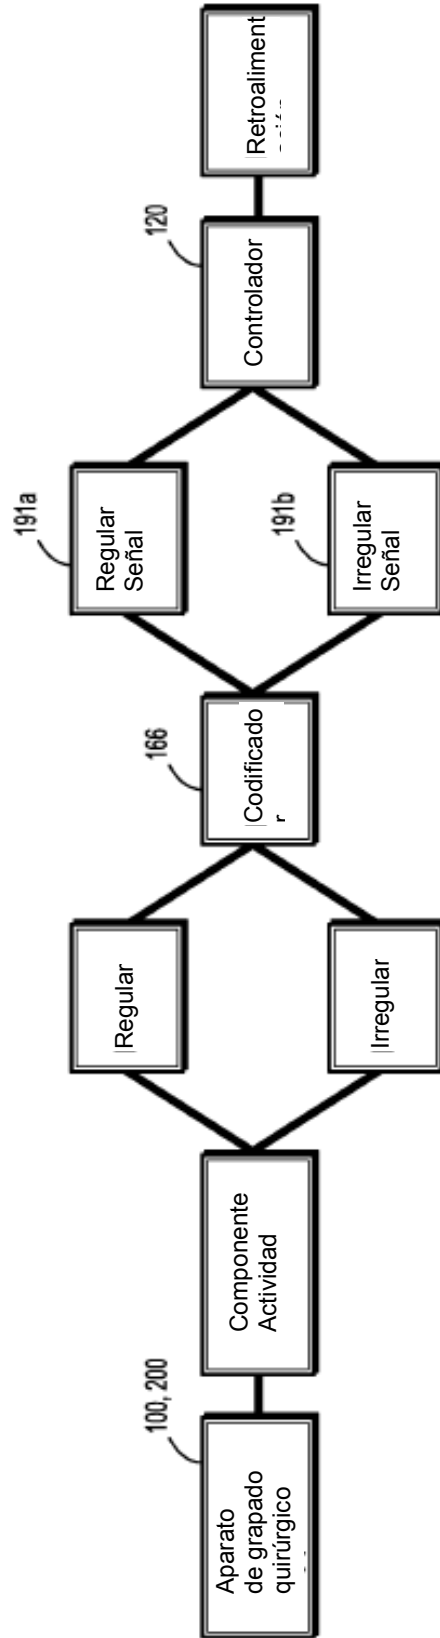 100, 200
Aparato
de grapado
quirúrgico
Componente
Actividad
Regular
Irregular
166
Codificado
r
191a
Regular
Señal
191b
Irregular
Señal
120
Controlador
Retroaliment